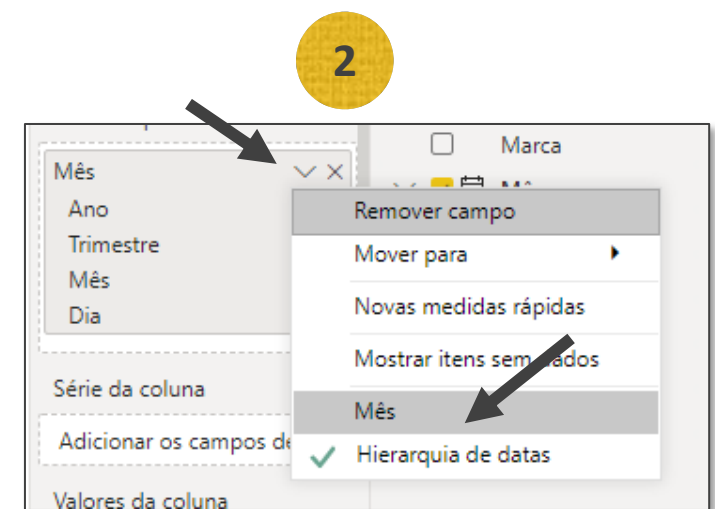 2
Mês
Ano
Trimestre
Mês
Dia
Série da coluna
Adicionar os campos de
Valores da coluna
Marca
Remover campo
Mover para
Novas medidas rápidas
Mostrar itens sem dados
Mês
Hierarquia de datas